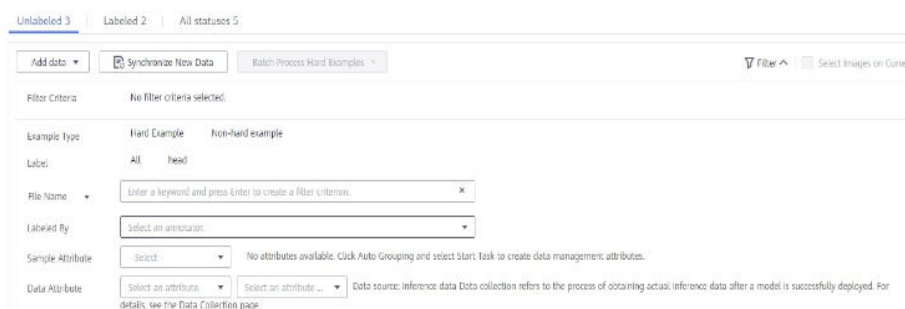 Unlabeled 3 Labeled 2 All statuses 5
Add data Synchronize New Data Batch Process Hard Examples Filter Select Images on Curre
Filter Criteria No filter criteria selected.
Example Type Hard Example Non-hard example
Label All head
File Name Enter a keyword and press Enter to create a filter criterion.
Labeled By Select an annotator.
Sample Attribute -Select- No attributes available. Click Auto Grouping and select Start Task to create data management attributes.
Data Attribute Select an attribute Select an attribute ... Data source: Inference data Data collection refers to the process of obtaining actual inference data after a model is successfully deployed. For
details, see the Data Collection page.